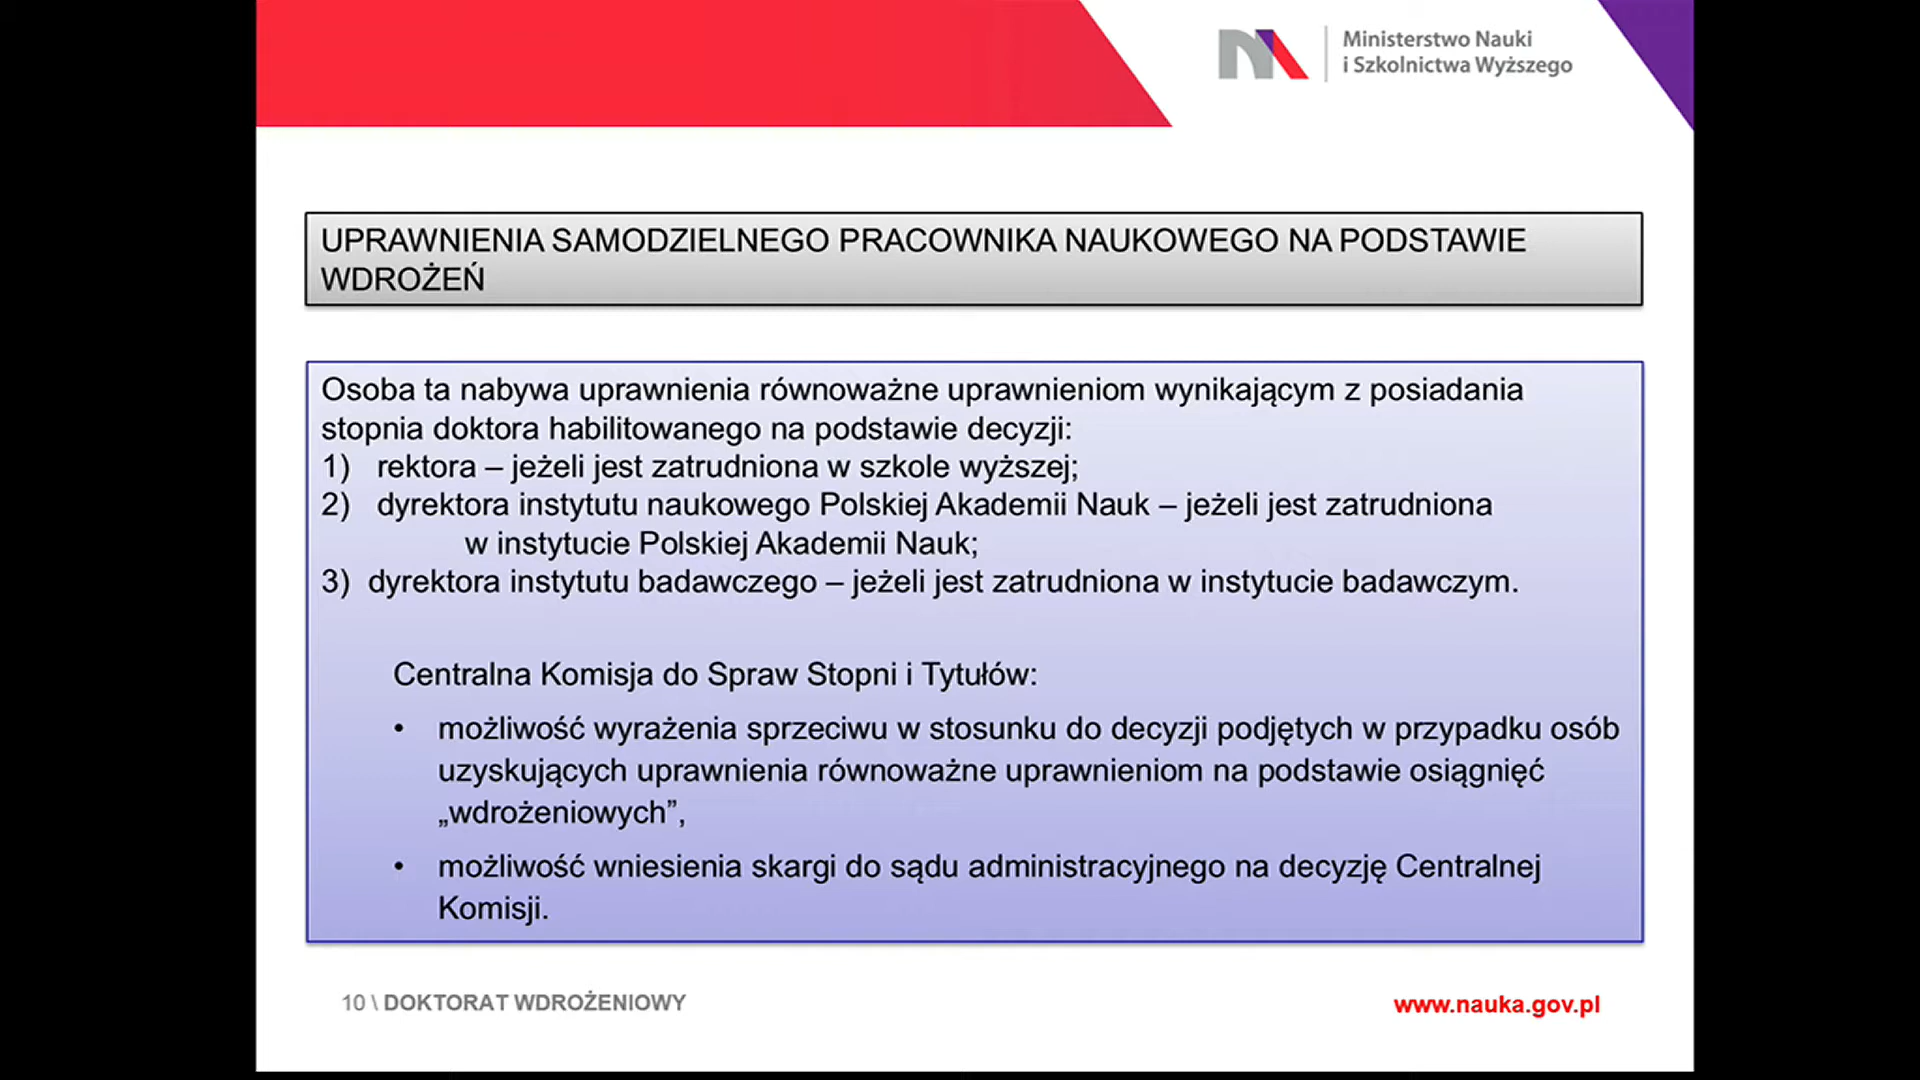 Ministerstwo Nauki
i Szkolnictwa Wyższego
UPRAWNIENIA SAMODZIELNEGO PRACOWNIKA NAUKOWEGO NA PODSTAWIE
WDROŻEŃ
Osoba ta nabywa uprawnienia równoważne uprawnieniom wynikającym z posiadania
stopnia doktora habilitowanego na podstawie decyzji:
1) rektora – jeżeli jest zatrudniona w szkole wyższej;
2) dyrektora instytutu naukowego Polskiej Akademii Nauk – jeżeli jest zatrudniona
w instytucie Polskiej Akademii Nauk;
3) dyrektora instytutu badawczego – jeżeli jest zatrudniona w instytucie badawczym.
Centralna Komisja do Spraw Stopni i Tytułów:
• możliwość wyrażenia sprzeciwu w stosunku do decyzji podjętych w przypadku osób
uzyskujących uprawnienia równoważne uprawnieniom na podstawie osiągnięć
„wdrożeniowych”,
• możliwość wniesienia skargi do sądu administracyjnego na decyzję Centralnej
Komisji.
10 \ DOKTORAT WDROŻENIOWY
www.nauka.gov.pl